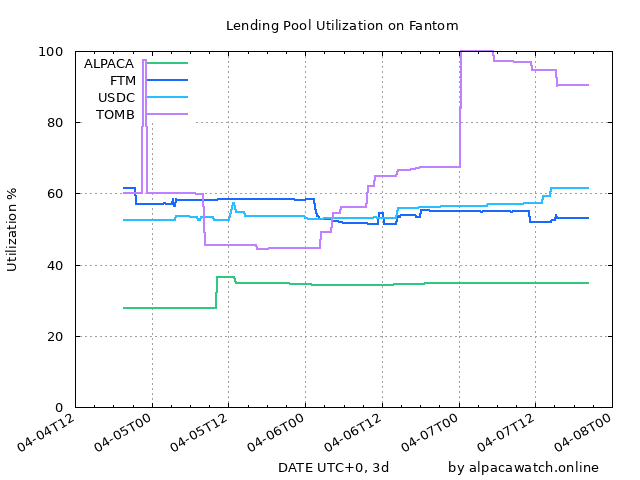 Lending Pool Utilization on Fantom
100
80
60
40
20
0
Utilization %
ALPACA
FTM
USDC
TOMB
04-04T12
04-05T00
04-05T12
04-06T00
04-06T12
04-07T00
04-07T12
04-08T00
DATE UTC+0, 3d
by alpacawatch.online